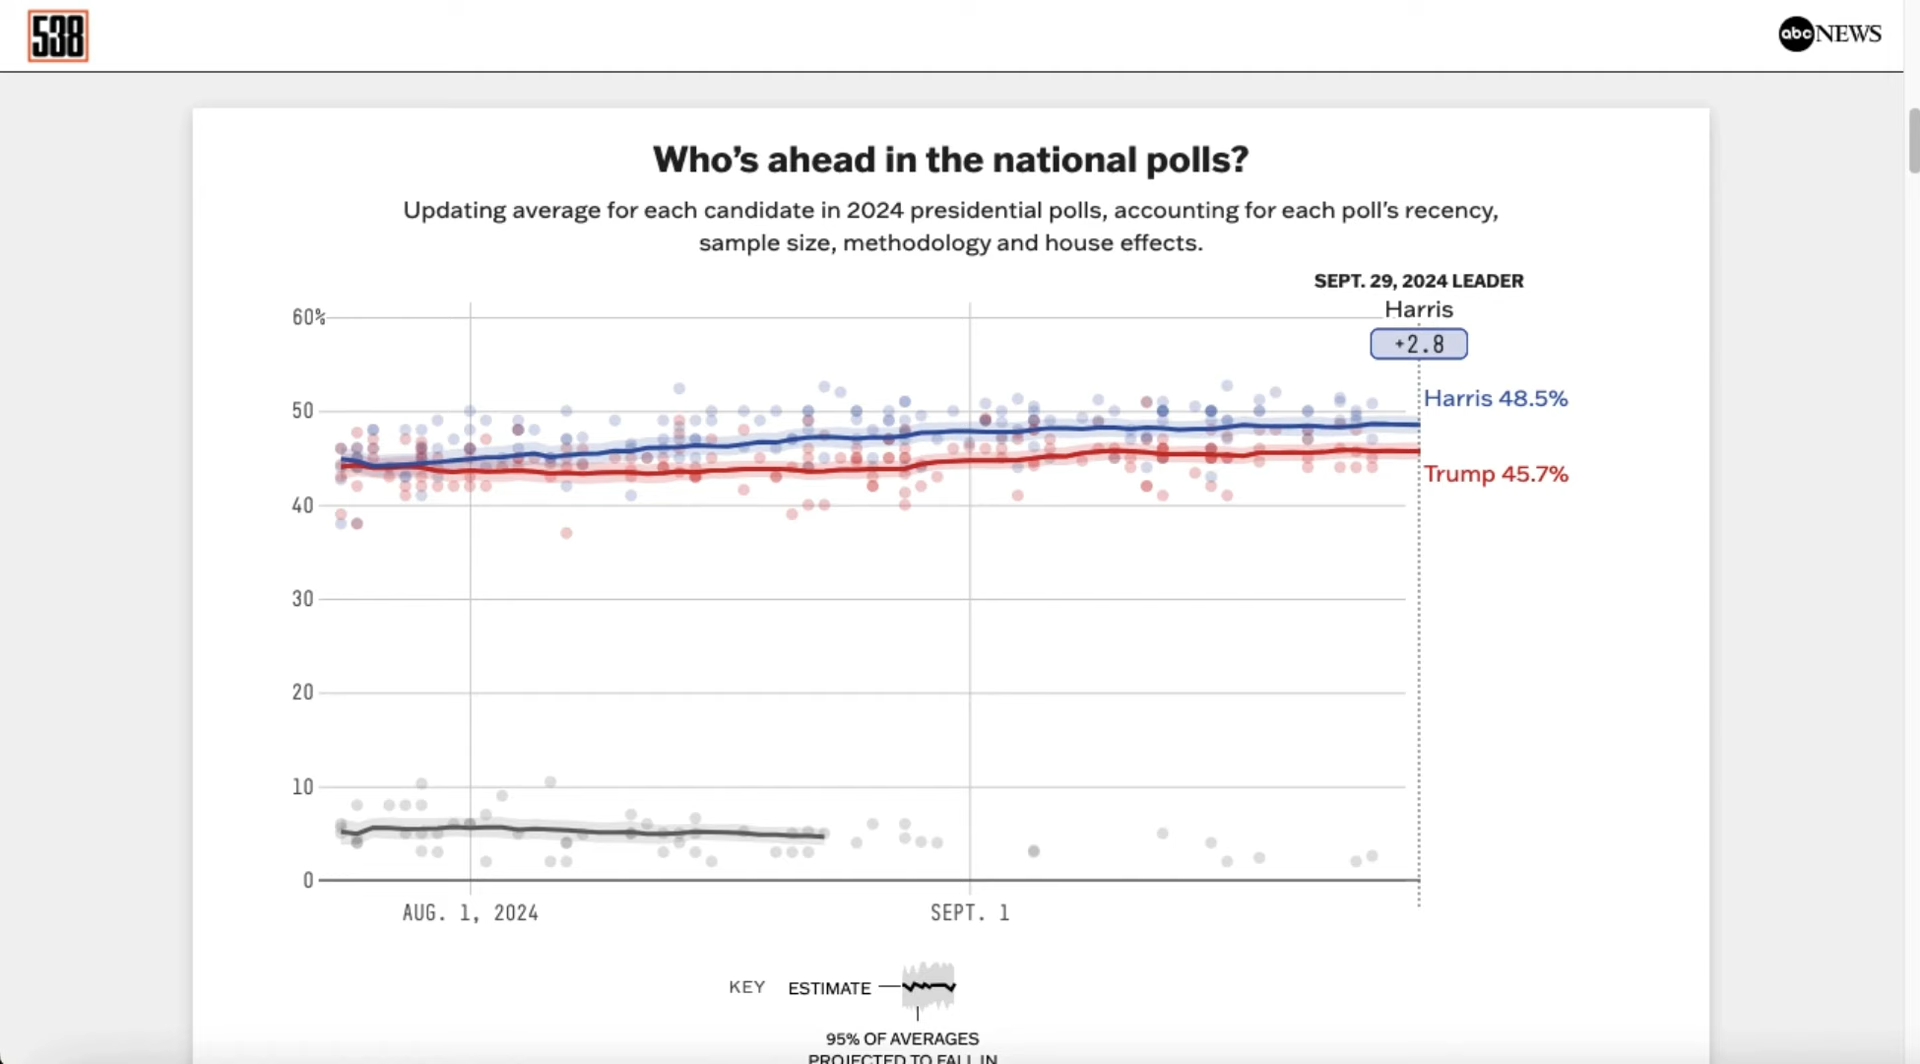 538
abc NEWS
Who's ahead in the national polls?
Updating average for each candidate in 2024 presidential polls, accounting for each poll's recency,
sample size, methodology and house effects.
SEPT. 29, 2024 LEADER
Harris
+2.8
60%
50
40
30
20
10
0
Harris 48.5%
Trump 45.7%
AUG. 1, 2024
SEPT. 1
KEY
ESTIMATE
95% OF AVERAGES
PROJECTED TO FALL IN